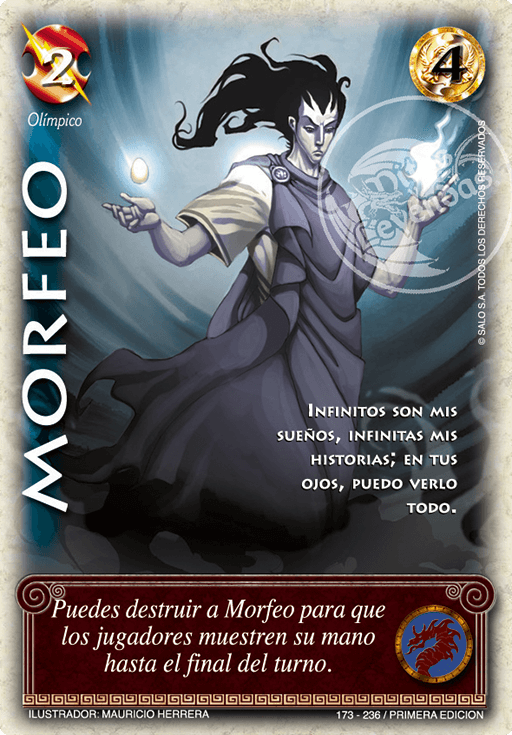 2
4
Olímpico
MORFEO
Mitos y
Leyendas
© SALO S.A. TODOS LOS DERECHOS RESERVADOS
INFINITOS SON MIS
SUEÑOS, INFINITAS MIS
HISTORIAS; EN TUS
OJOS, PUEDO VERLO
TODO.
Puedes destruir a Morfeo para que
los jugadores muestren su mano
hasta el final del turno.
ILUSTRADOR: MAURICIO HERRERA
173 - 236 / PRIMERA EDICION